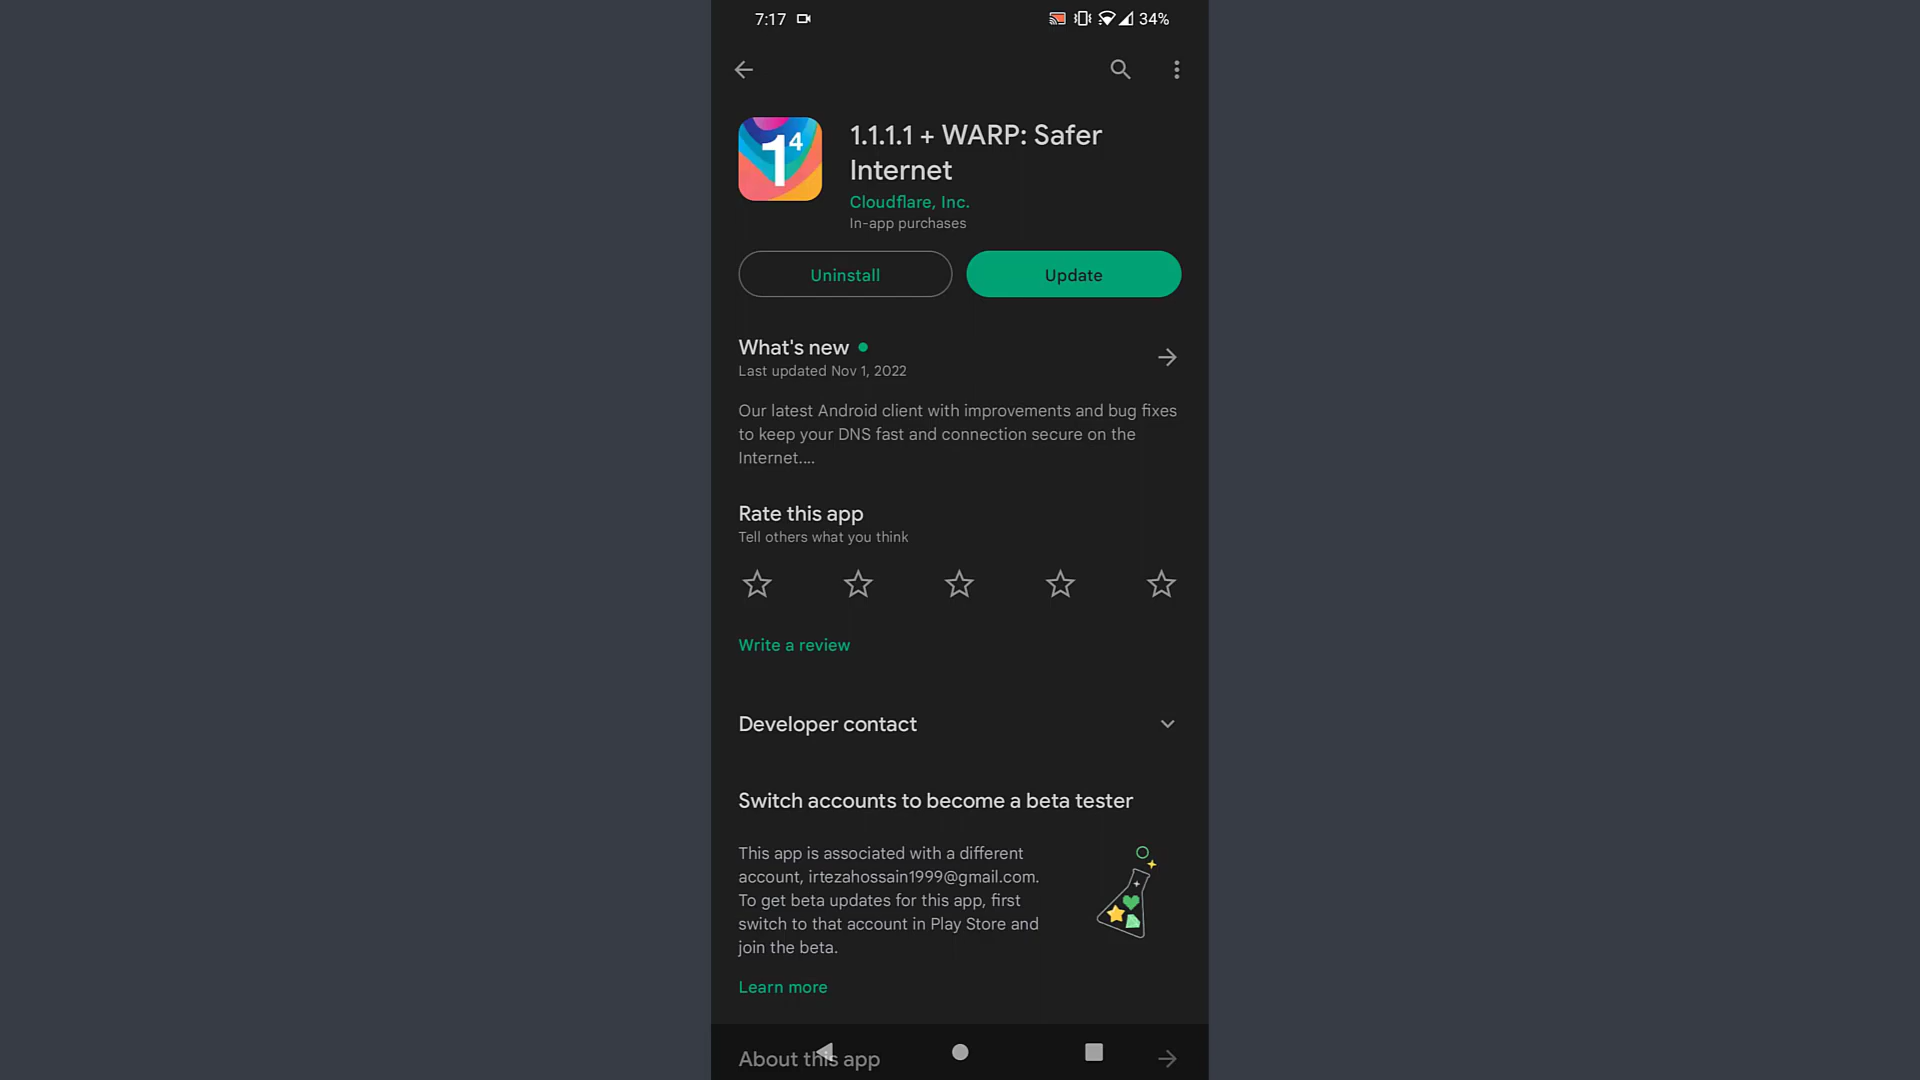 7:17
34%
14
1.1.1.1 + WARP: Safer
Internet
Cloudflare, Inc.
In-app purchases
Uninstall
Update
What's new
Last updated Nov 1, 2022
Our latest Android client with improvements and bug fixes
to keep your DNS fast and connection secure on the
Internet....
Rate this app
Tell others what you think
Write a review
Developer contact
Switch accounts to become a beta tester
This app is associated with a different
account, irtezahossain1999@gmail.com.
To get beta updates for this app, first
switch to that account in Play Store and
join the beta.
Learn more
About this app